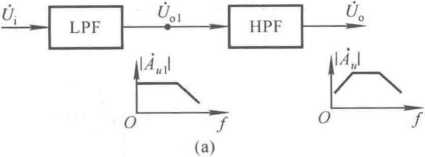 U̇i LPF U̇o1 HPF U̇o
|Ȧu1| |Ȧu|
O f O f
(a)